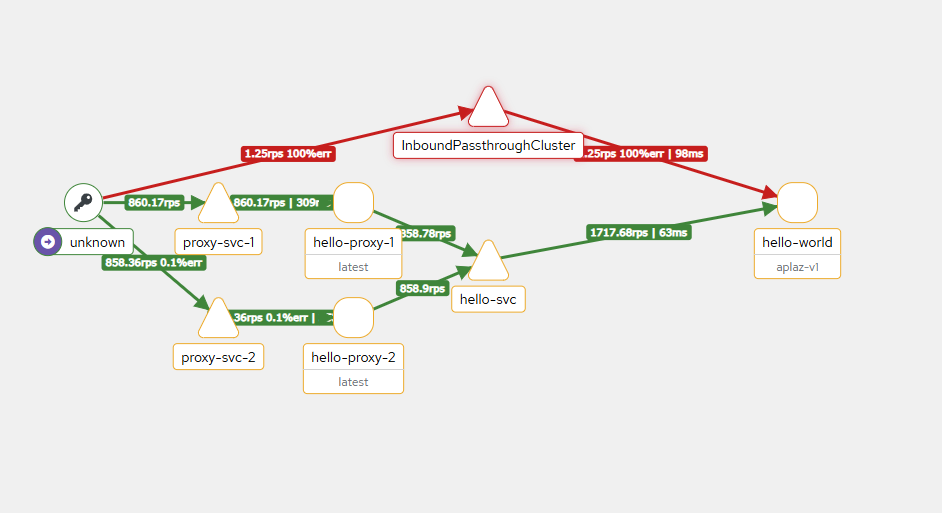 InboundPassthroughCluster
1.25rps 100%err
.25rps 100%err | 98ms
860.17rps
860.17rps | 309
unknown
proxy-svc-1
hello-proxy-1
latest
858.78rps
1717.68rps | 63ms
hello-world
aplaz-v1
858.36rps 0.1%err
858.9rps
hello-svc
36rps 0.1%err |
proxy-svc-2
hello-proxy-2
latest